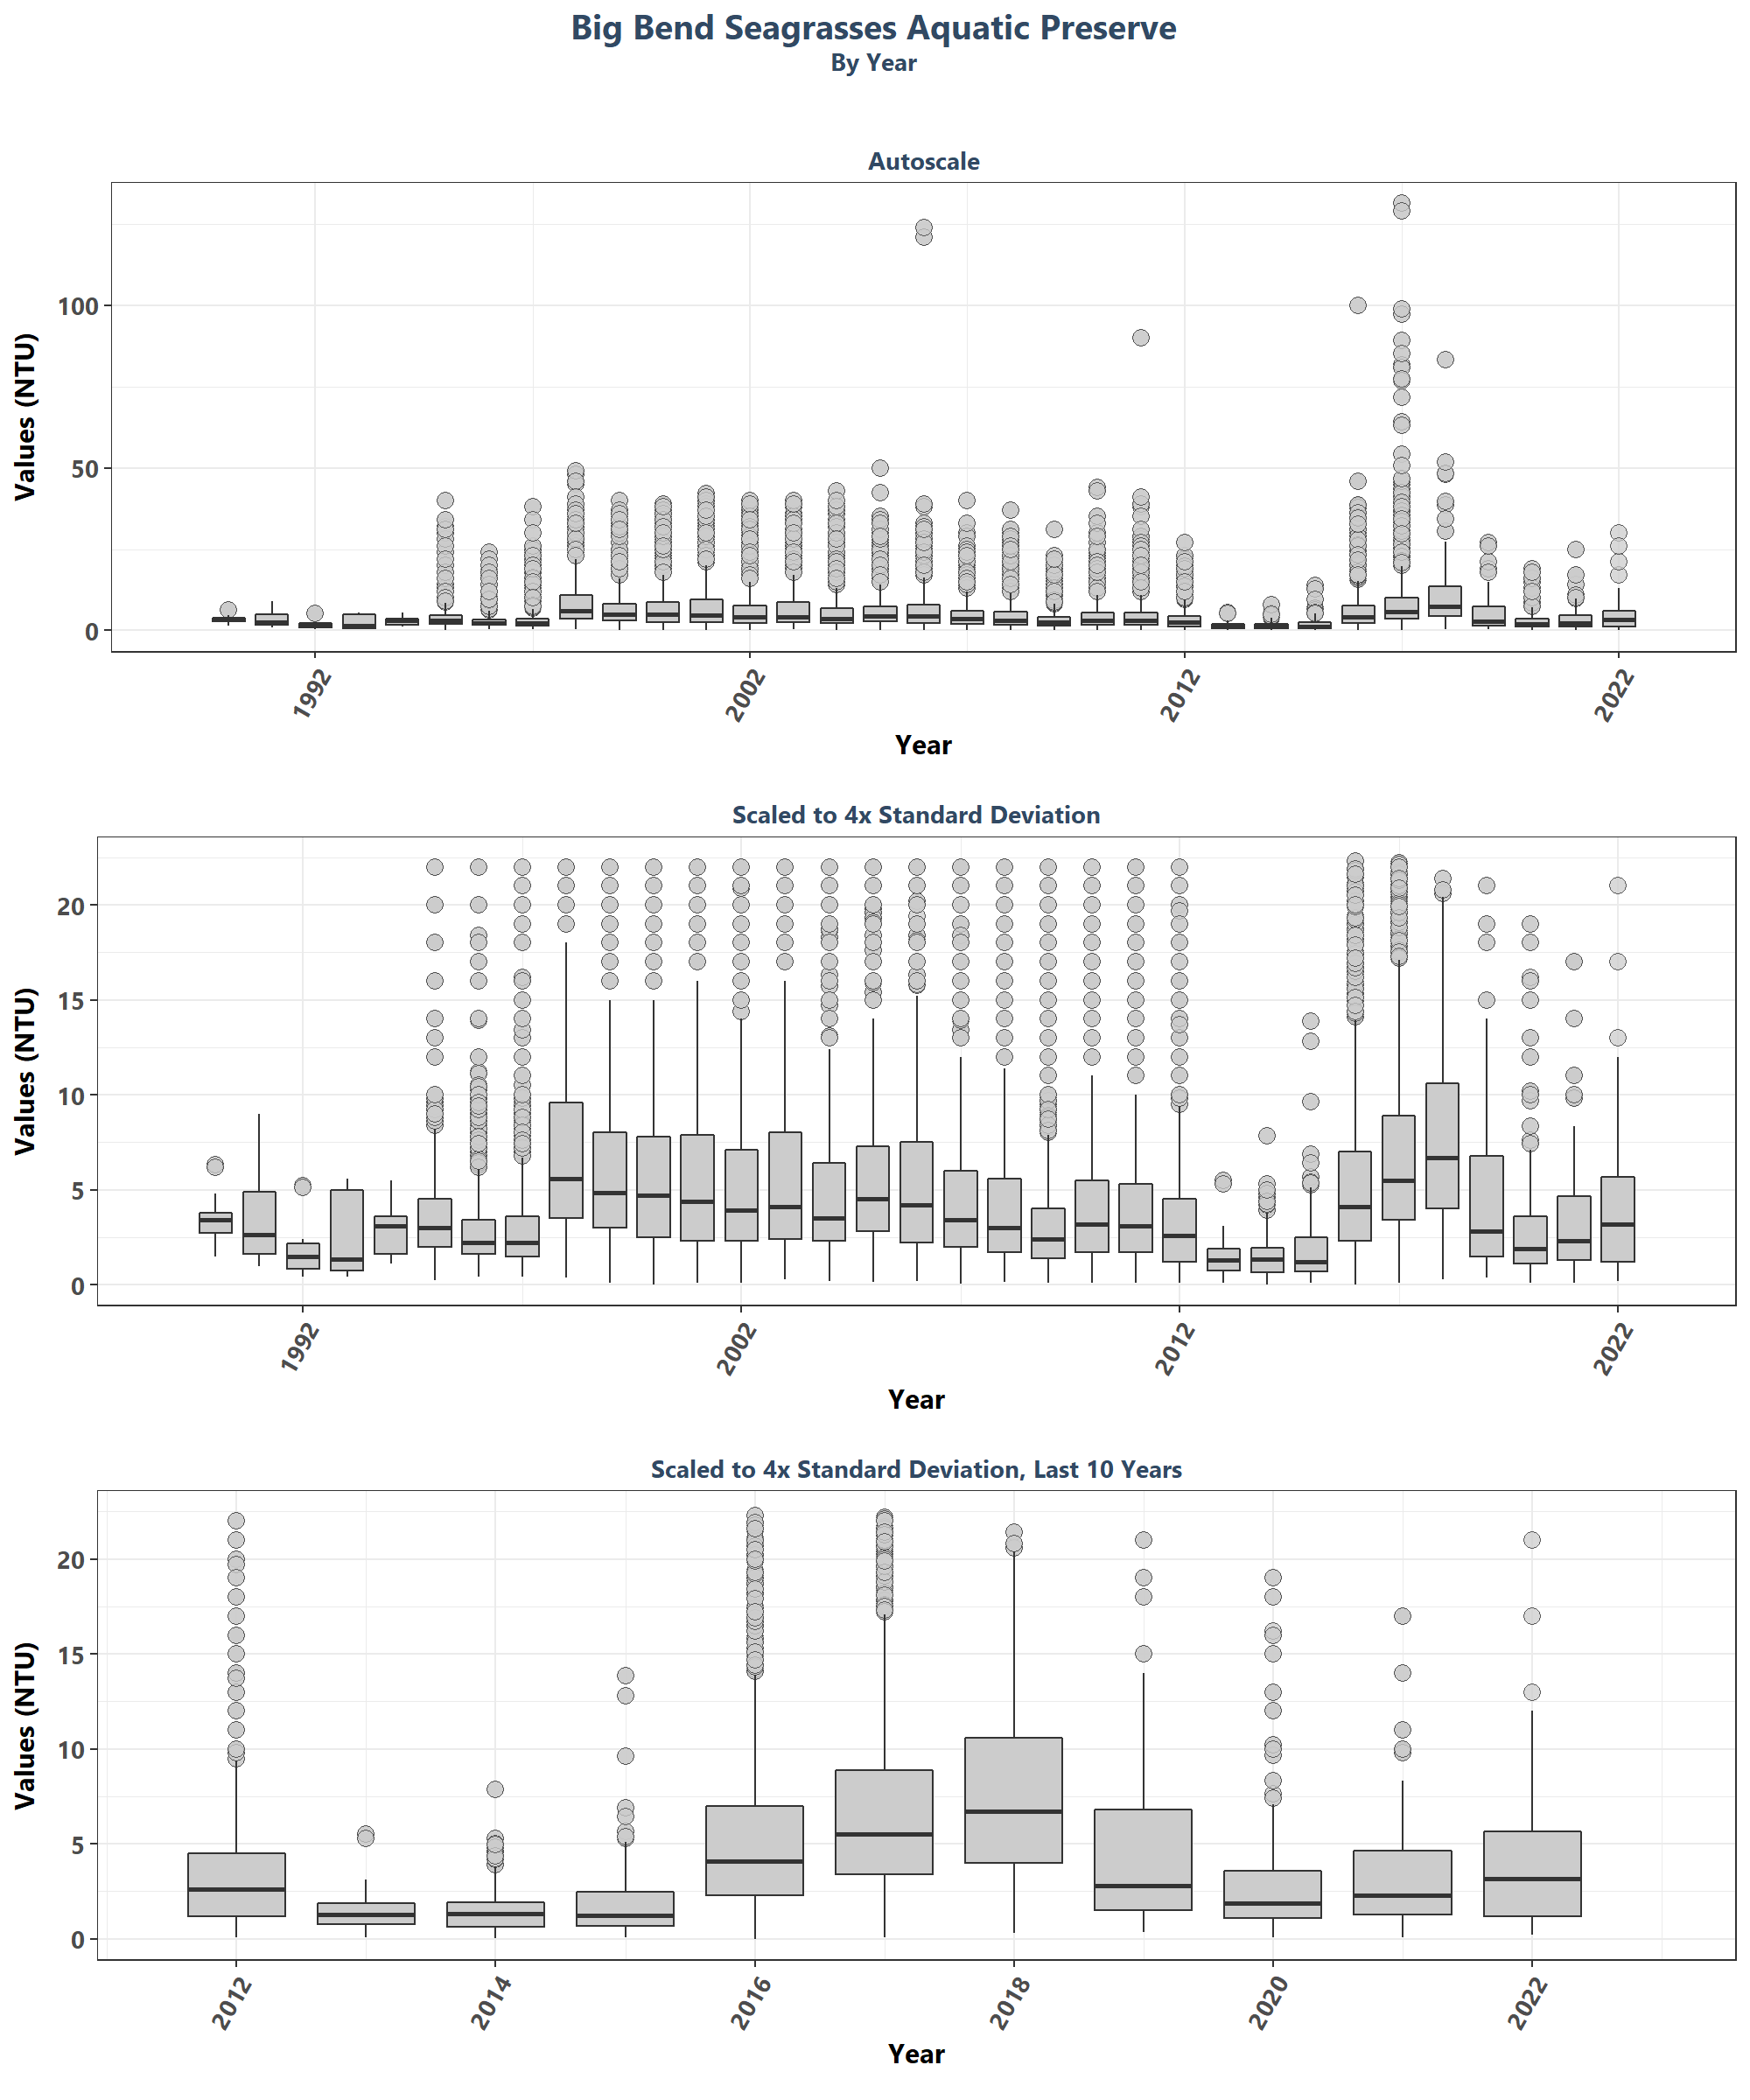 Big Bend Seagrasses Aquatic Preserve
By Year
Autoscale
Values (NTU)
100
50
0
1992
2002
2012
2022
Year
Scaled to 4x Standard Deviation
Values (NTU)
20
15
10
5
0
1992
2002
2012
2022
Year
Scaled to 4x Standard Deviation, Last 10 Years
Values (NTU)
20
15
10
5
0
2012
2014
2016
2018
2020
2022
Year